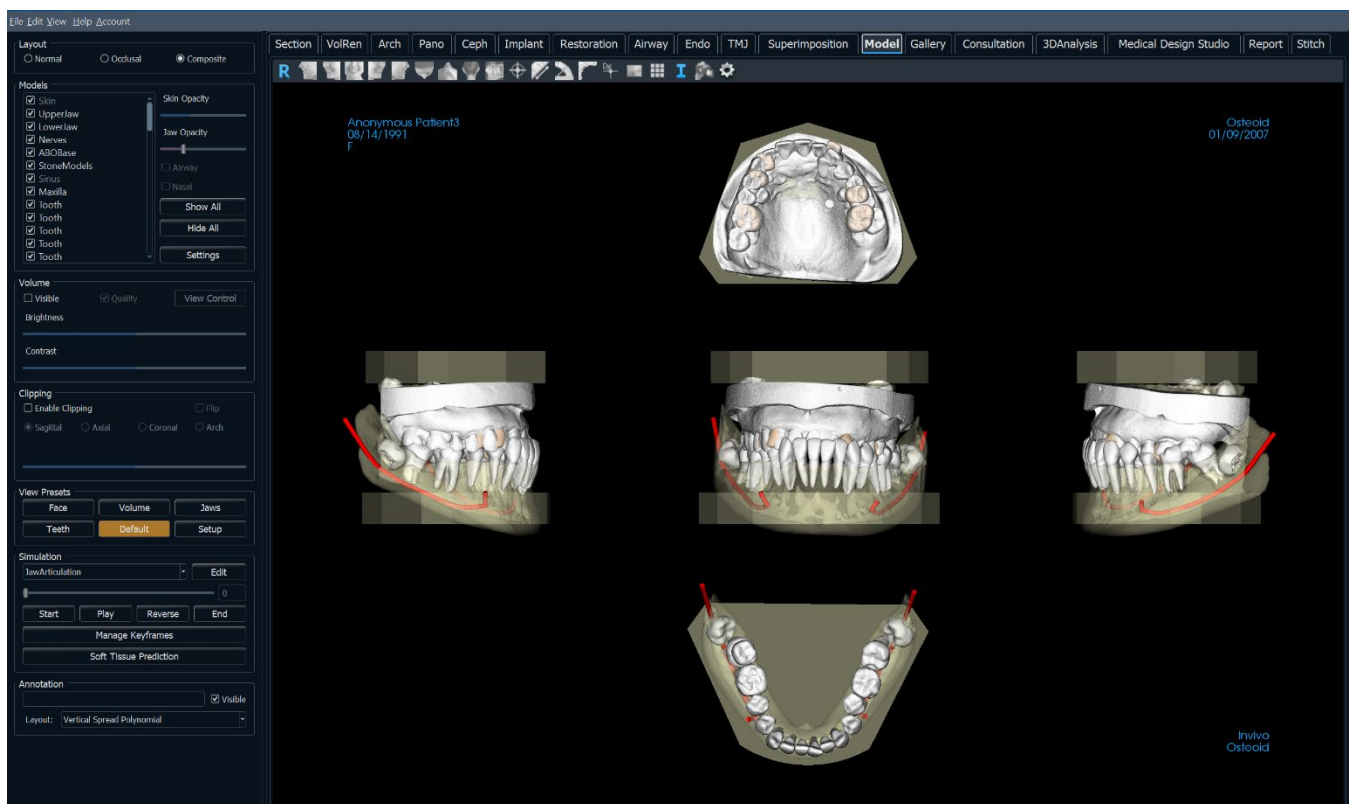 File Edit View Help Account
Layout
Normal Occlusal Composite
Models
Skin
UpperJaw
LowerJaw
Nerves
ABOBase
StoneModels
Sinus
Maxilla
Tooth
Tooth
Tooth
Tooth
Tooth
Skin Opacity
Jaw Opacity
Airway
Nasal
Show All
Hide All
Settings
Volume
Visible Quality View Control
Brightness
Contrast
Clipping
Enable Clipping Flip
Sagittal Axial Coronal Arch
View Presets
Face Volume Jaws
Teeth Default Setup
Simulation
JawArticulation Edit
0
Start Play Reverse End
Manage Keyframes
Soft Tissue Prediction
Annotation
Visible
Layout: Vertical Spread Polynomial
Section VolRen Arch Pano Ceph Implant Restoration Airway Endo TMJ Superimposition Model Gallery Consultation 3DAnalysis Medical Design Studio Report Stitch
R I
Anonymous Patient3
08/14/1991
F
Osteoid
01/09/2007
Invivo
Osteoid